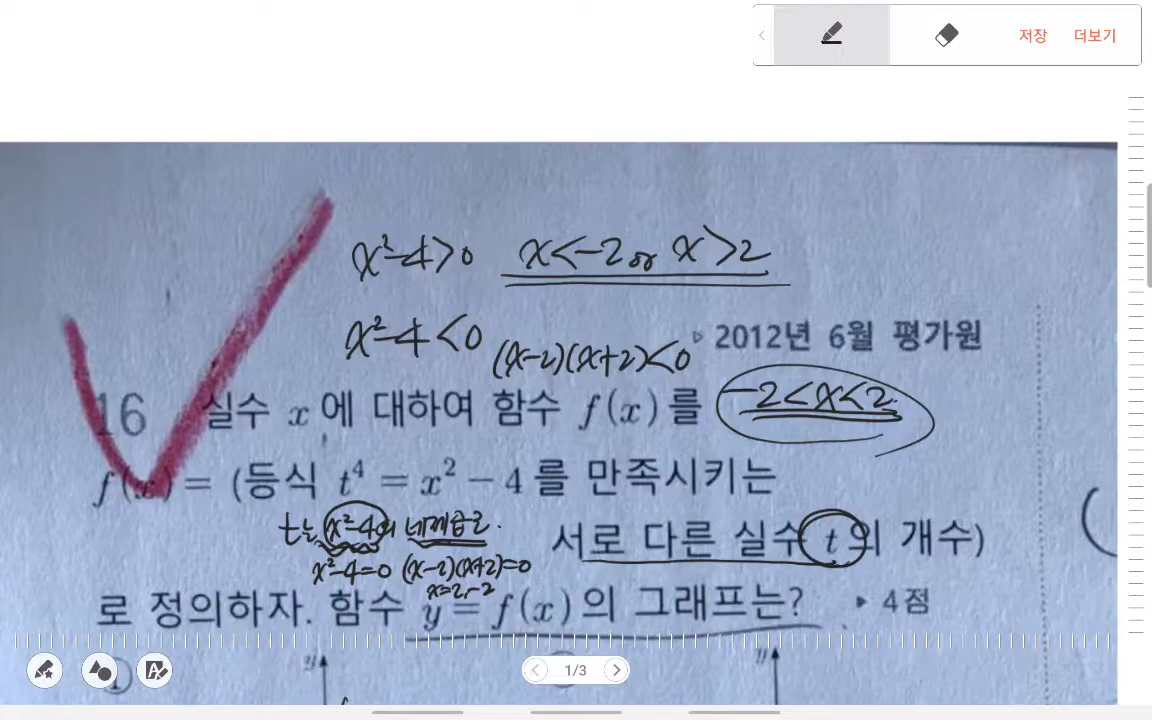 저장 더보기
x²-4>0 x<-2 or x>2
x²-4<0 (x-2)(x+2)<0 ▷ 2012년 6월 평가원
16 실수 x에 대하여 함수 f(x)를 -2<x<2
f(x)= (등식 t⁴ = x² - 4를 만족시키는
t는 x²-4의 네제곱근. 서로 다른 실수 t의 개수)
x²-4=0 (x-2)(x+2)=0
x=2, -2
로 정의하자. 함수 y = f(x)의 그래프는? ▶ 4점
① y y
1/3